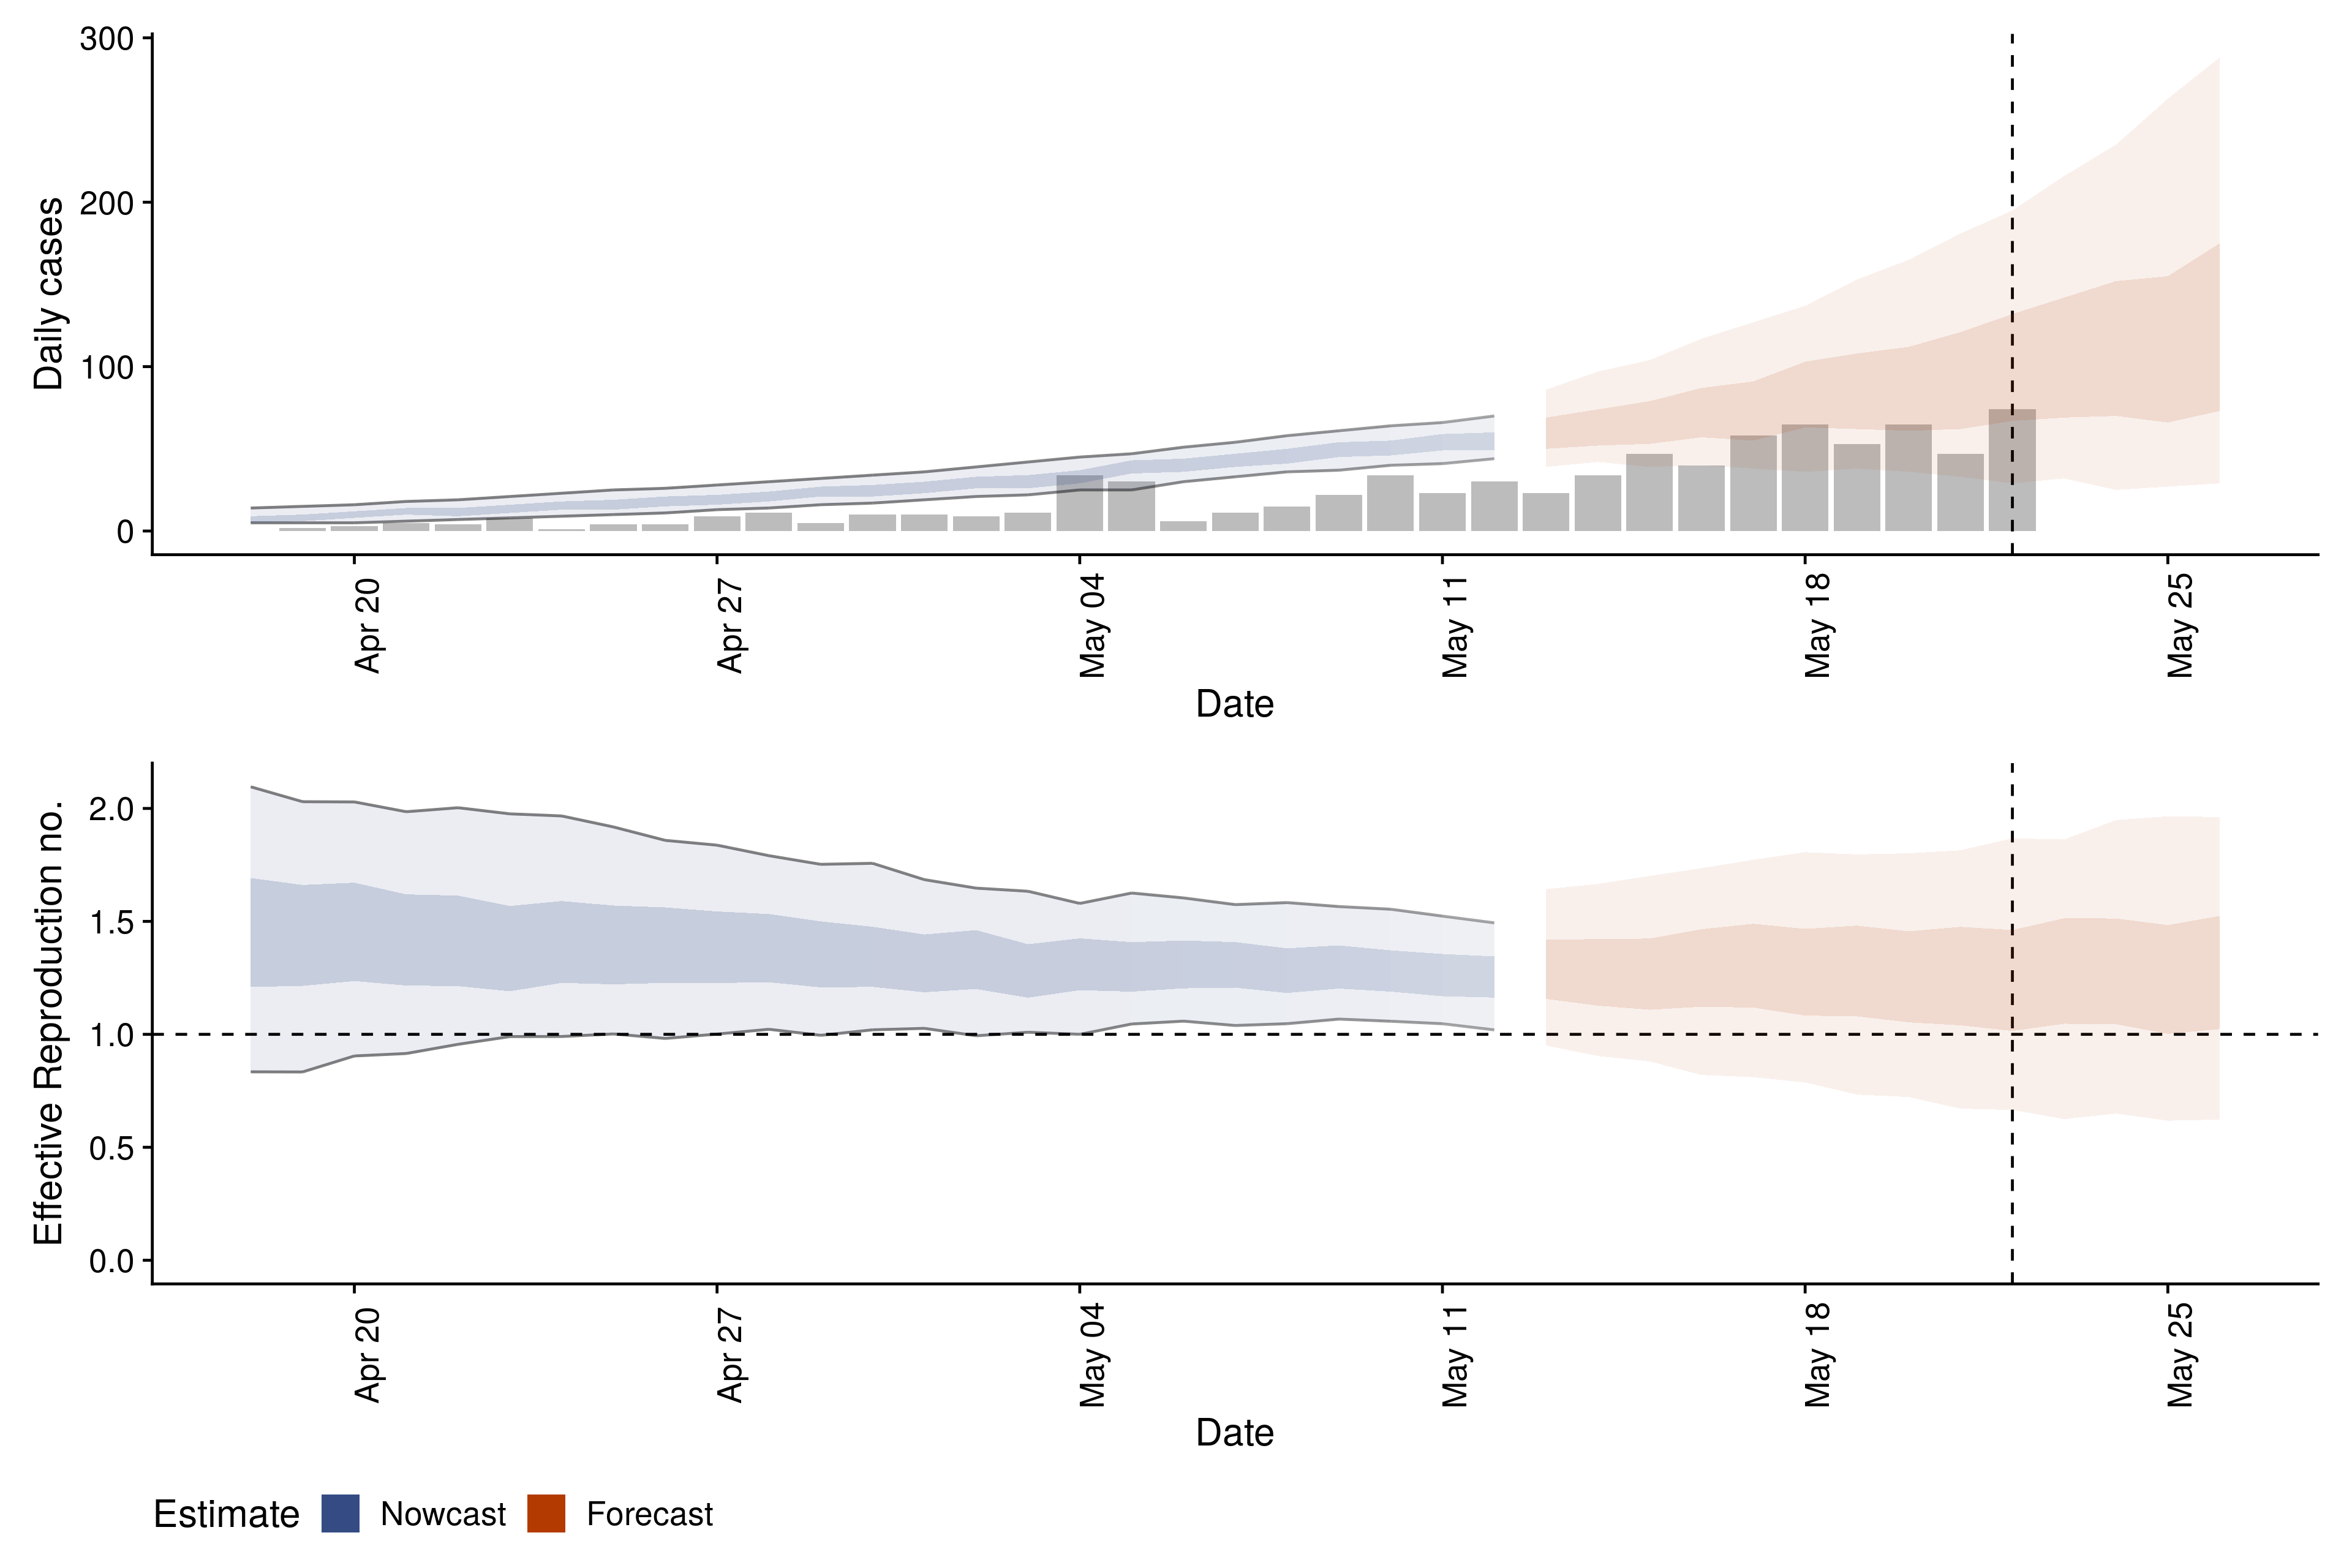 300
200
100
0
Daily cases
Apr 20
Apr 27
May 04
May 11
May 18
May 25
Date
2.0
1.5
1.0
0.5
0.0
Effective Reproduction no.
Apr 20
Apr 27
May 04
May 11
May 18
May 25
Date
Estimate Nowcast Forecast